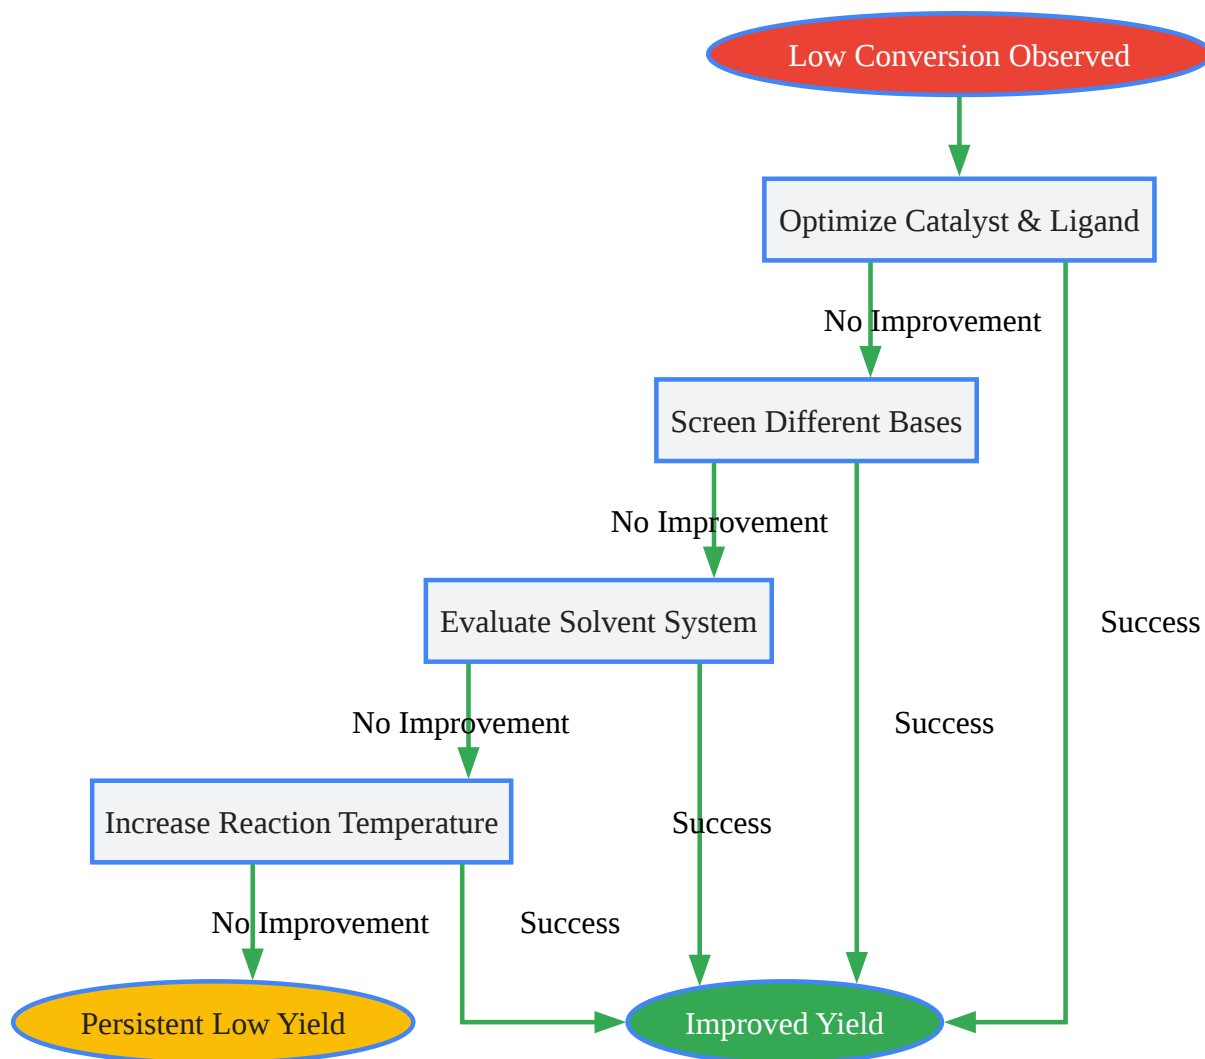 Low Conversion Observed
Optimize Catalyst & Ligand
No Improvement
Screen Different Bases
No Improvement
Evaluate Solvent System
Success
No Improvement
Success
Increase Reaction Temperature
Success
No Improvement
Success
Persistent Low Yield
Improved Yield